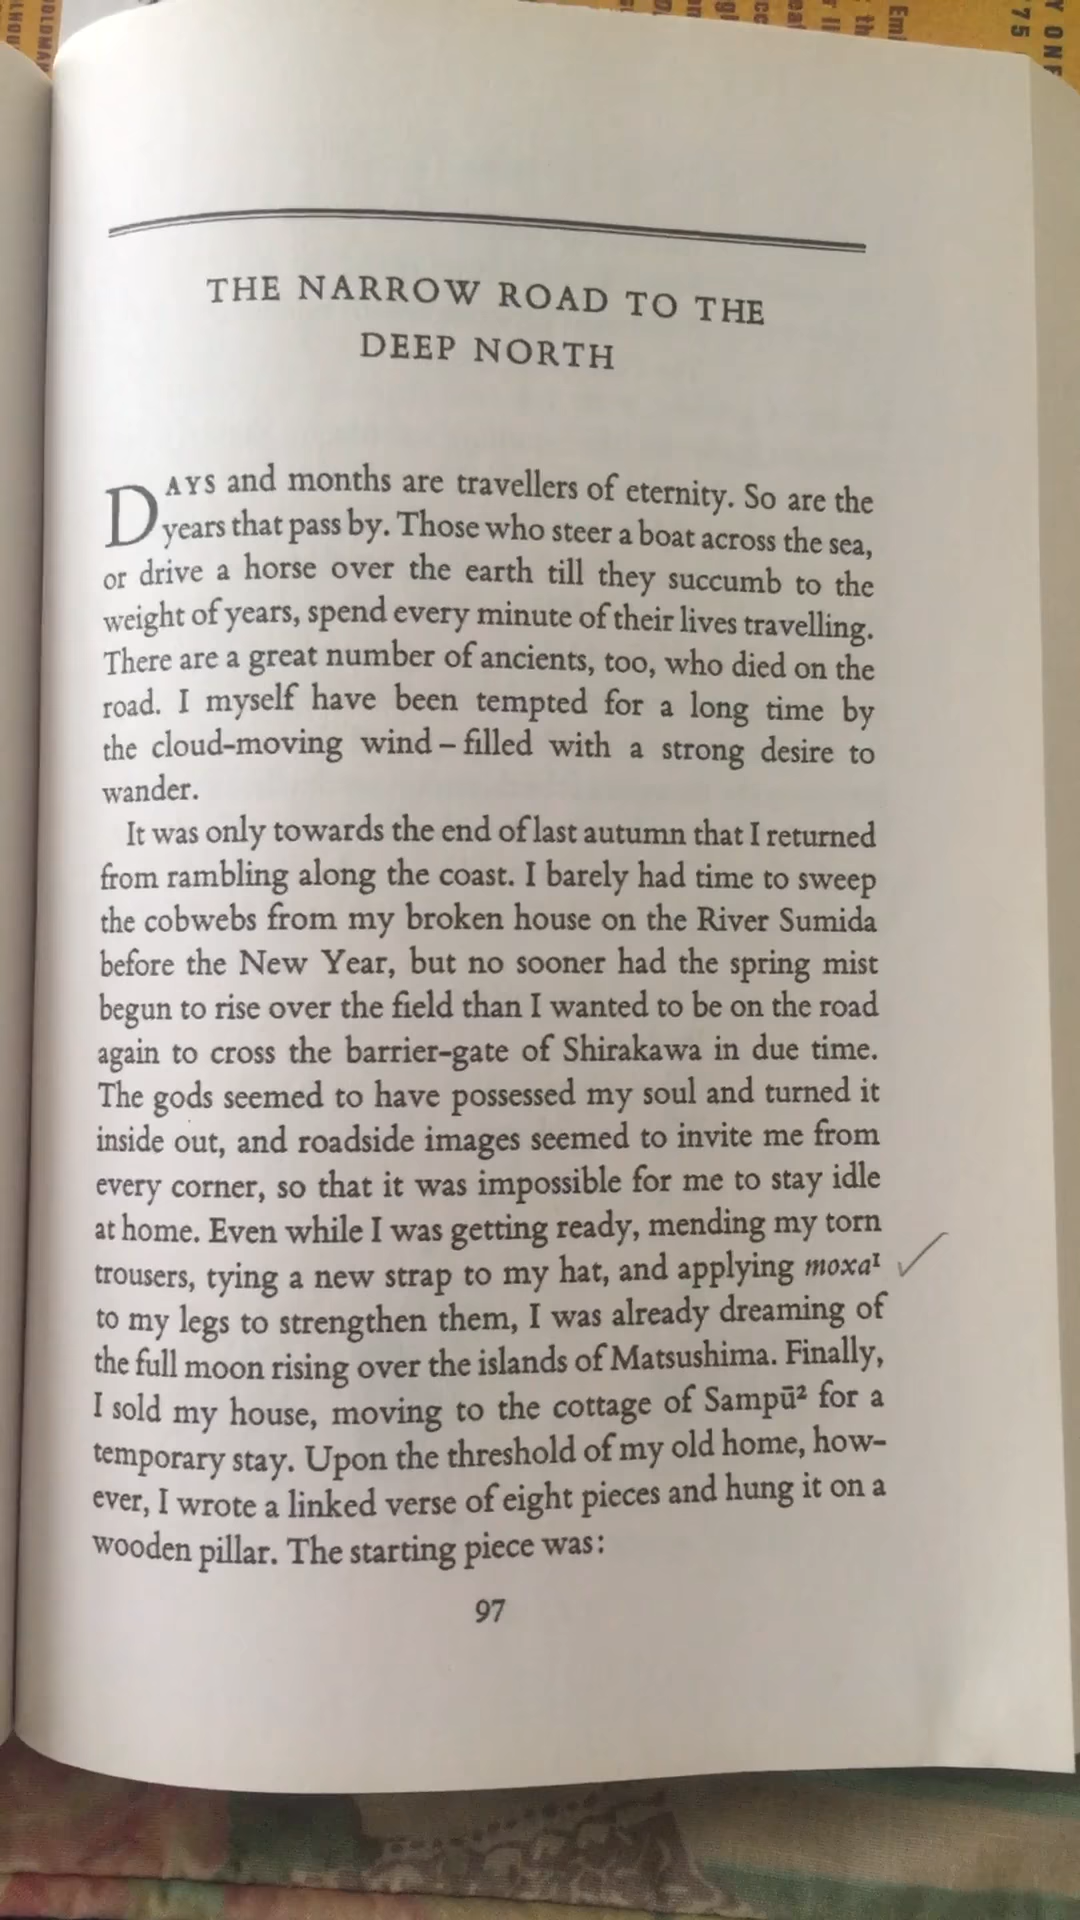 THE NARROW ROAD TO THE
DEEP NORTH
DAYS and months are travellers of eternity. So are the
years that pass by. Those who steer a boat across the sea,
or drive a horse over the earth till they succumb to the
weight of years, spend every minute of their lives travelling.
There are a great number of ancients, too, who died on the
road. I myself have been tempted for a long time by
the cloud-moving wind – filled with a strong desire to
wander.
It was only towards the end of last autumn that I returned
from rambling along the coast. I barely had time to sweep
the cobwebs from my broken house on the River Sumida
before the New Year, but no sooner had the spring mist
begun to rise over the field than I wanted to be on the road
again to cross the barrier-gate of Shirakawa in due time.
The gods seemed to have possessed my soul and turned it
inside out, and roadside images seemed to invite me from
every corner, so that it was impossible for me to stay idle
at home. Even while I was getting ready, mending my torn
trousers, tying a new strap to my hat, and applying moxa¹
to my legs to strengthen them, I was already dreaming of
the full moon rising over the islands of Matsushima. Finally,
I sold my house, moving to the cottage of Sampū² for a
temporary stay. Upon the threshold of my old home, how-
ever, I wrote a linked verse of eight pieces and hung it on a
wooden pillar. The starting piece was:
97